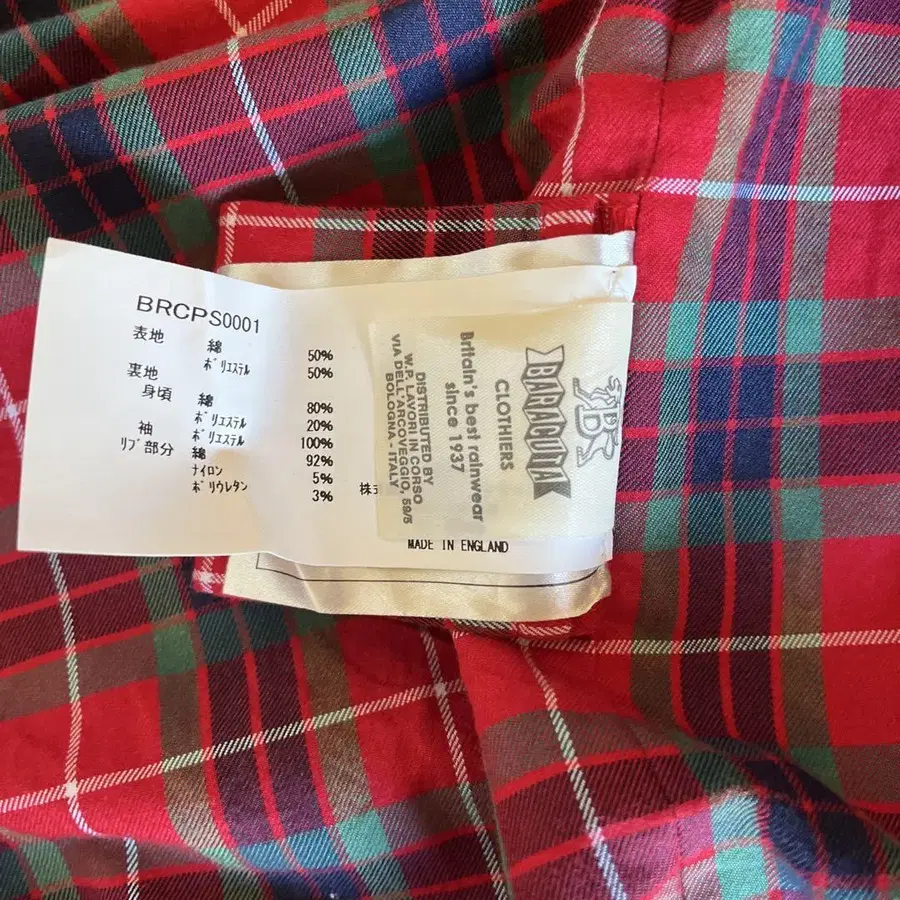 BRCPS0001
表地 綿 50%
ﾎﾟﾘｴｽﾃﾙ 50%
裏地
身頃 綿 80%
ﾎﾟﾘｴｽﾃﾙ 20%
袖 ﾎﾟﾘｴｽﾃﾙ 100%
ﾘﾌﾞ部分 綿 92%
ﾅｲﾛﾝ 5%
ﾎﾟﾘｳﾚﾀﾝ 3%
株
BARACUTA
CLOTHIERS
Britain's best rainwear
since 1937
DISTRIBUTED BY
W.P. LAVORI IN CORSO
VIA DELL'ARCOVEGGIO, 59/5
BOLOGNA - ITALY
MADE IN ENGLAND